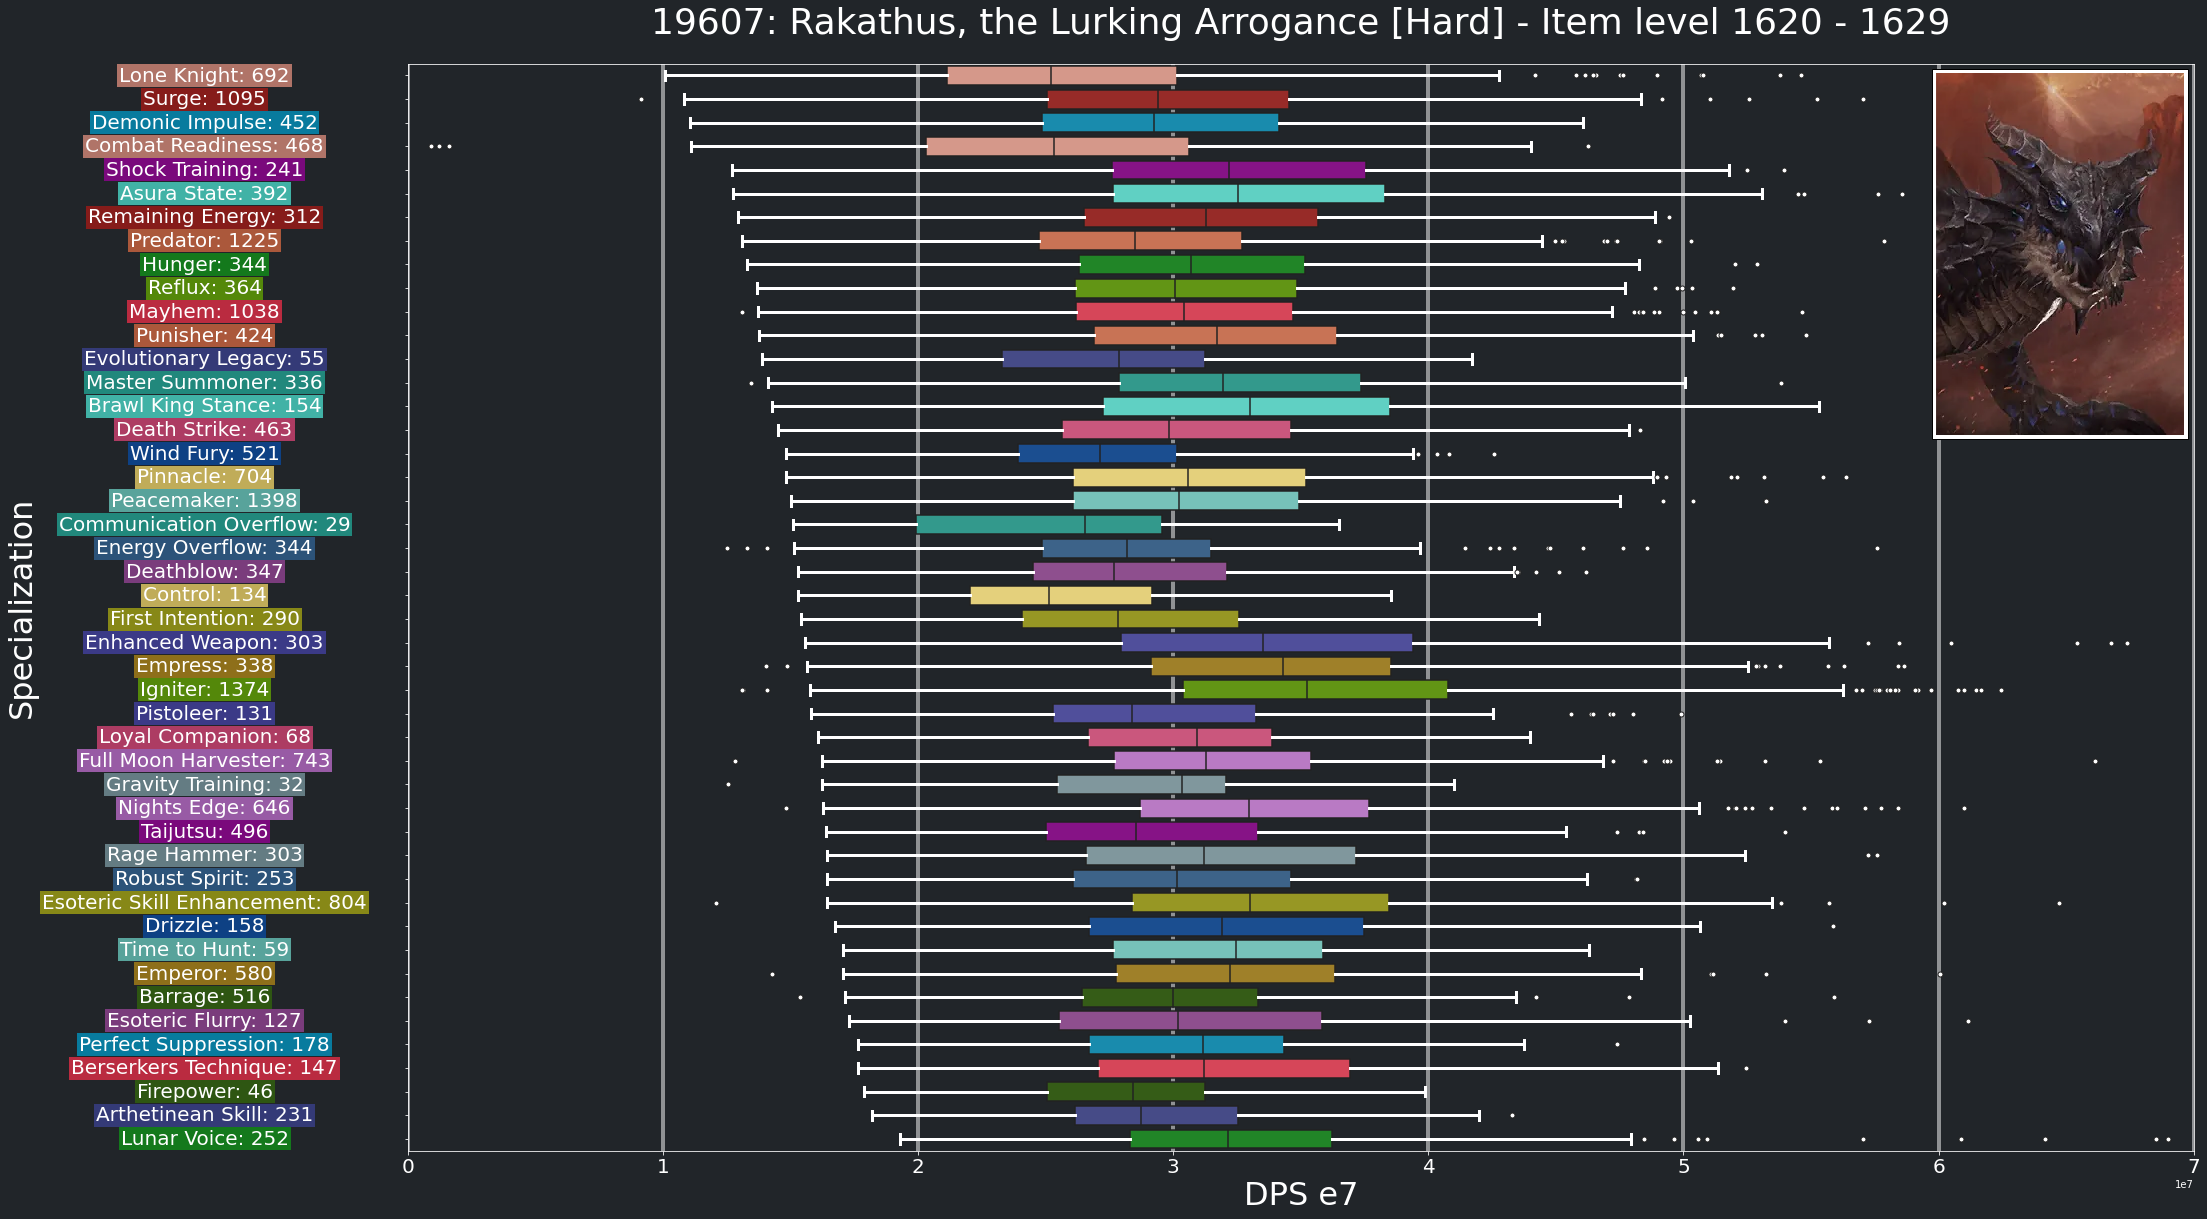 19607: Rakathus, the Lurking Arrogance [Hard] - Item level 1620 - 1629
Specialization
Lone Knight: 692
Surge: 1095
Demonic Impulse: 452
Combat Readiness: 468
Shock Training: 241
Asura State: 392
Remaining Energy: 312
Predator: 1225
Hunger: 344
Reflux: 364
Mayhem: 1038
Punisher: 424
Evolutionary Legacy: 55
Master Summoner: 336
Brawl King Stance: 154
Death Strike: 463
Wind Fury: 521
Pinnacle: 704
Peacemaker: 1398
Communication Overflow: 29
Energy Overflow: 344
Deathblow: 347
Control: 134
First Intention: 290
Enhanced Weapon: 303
Empress: 338
Igniter: 1374
Pistoleer: 131
Loyal Companion: 68
Full Moon Harvester: 743
Gravity Training: 32
Nights Edge: 646
Taijutsu: 496
Rage Hammer: 303
Robust Spirit: 253
Esoteric Skill Enhancement: 804
Drizzle: 158
Time to Hunt: 59
Emperor: 580
Barrage: 516
Esoteric Flurry: 127
Perfect Suppression: 178
Berserkers Technique: 147
Firepower: 46
Arthetinean Skill: 231
Lunar Voice: 252
0 1 2 3 4 5 6 7
DPS e7
1e7